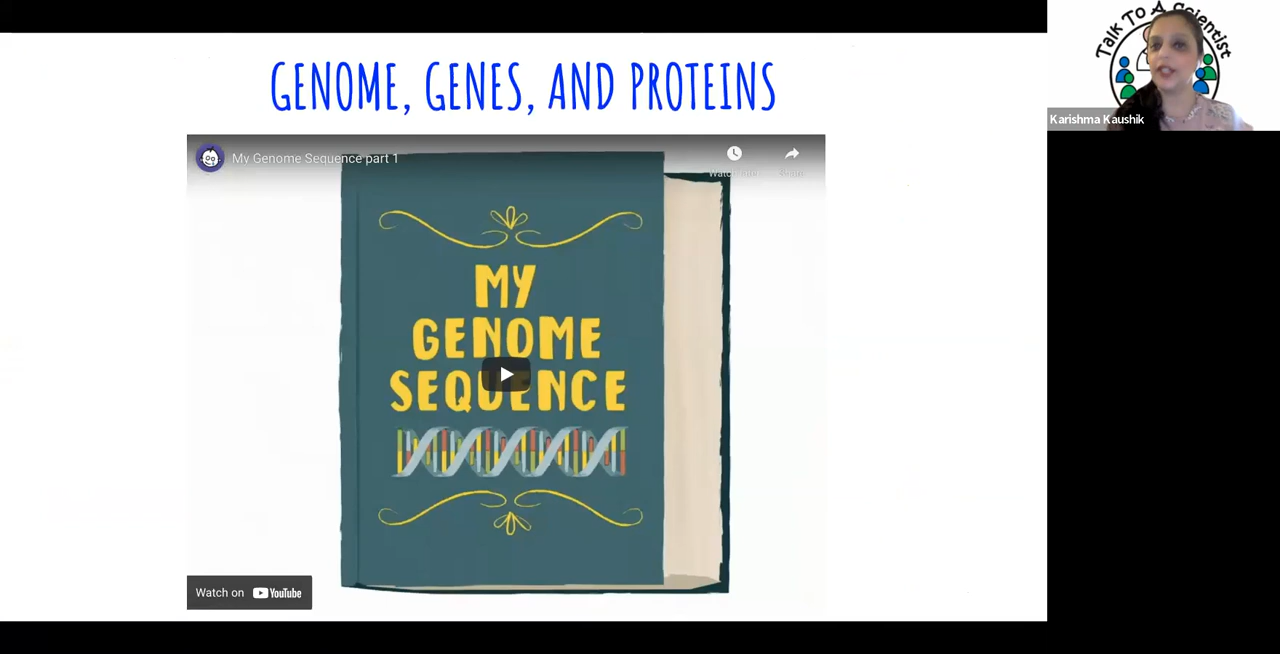 GENOME, GENES, AND PROTEINS
My Genome Sequence part 1
Share
MY
GENOME
SEQUENCE
Watch on YouTube
Talk To A Scientist
Karishma Kaushik